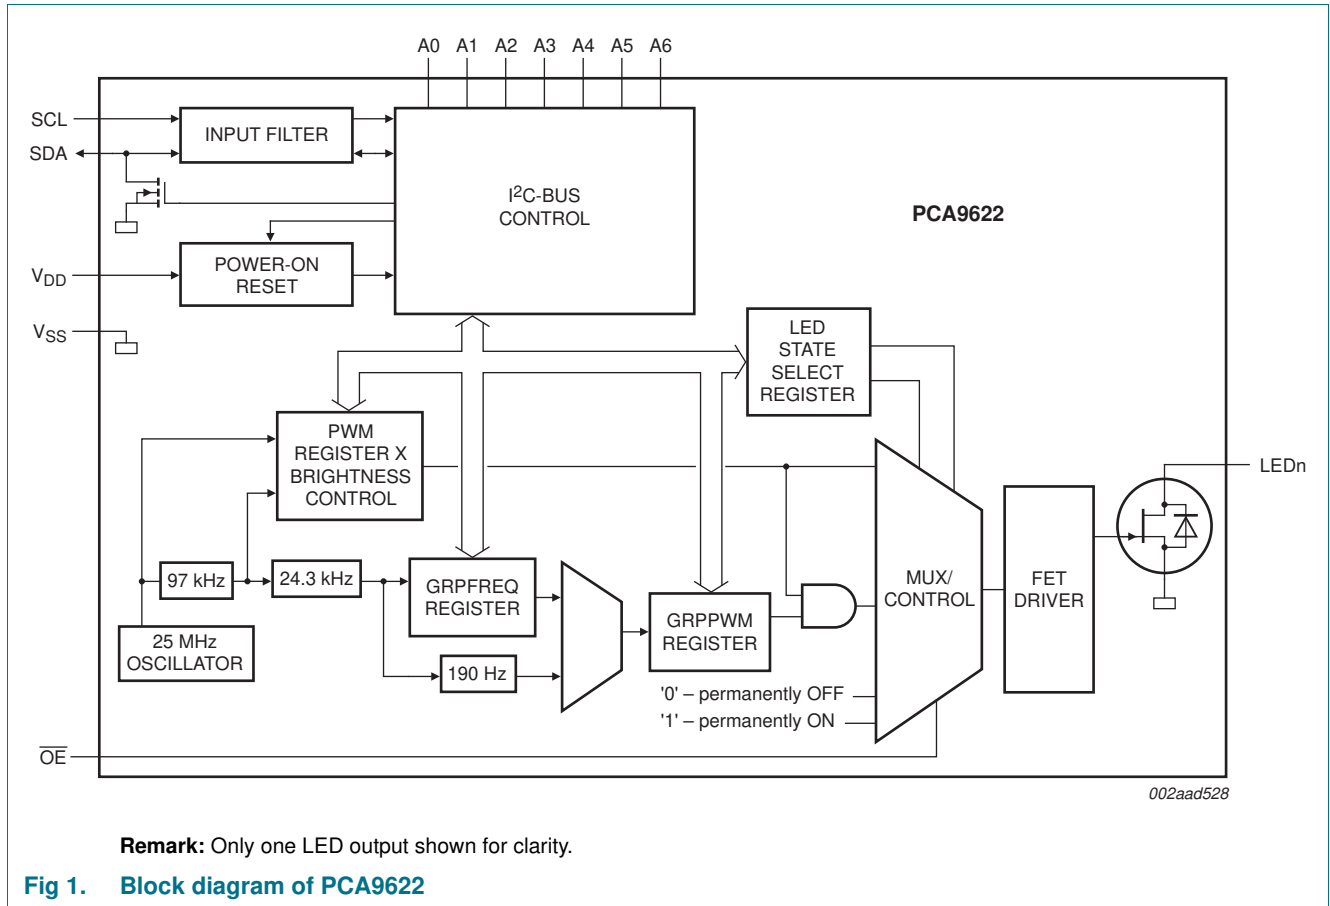 A0 A1 A2 A3 A4 A5 A6
SCL
SDA
INPUT FILTER
I2C-BUS
CONTROL
PCA9622
VDD
POWER-ON
RESET
VSS
LED
STATE
SELECT
REGISTER
PWM
REGISTER X
BRIGHTNESS
CONTROL
LEDn
97 kHz
24.3 kHz
GRPFREQ
REGISTER
MUX/
CONTROL
FET
DRIVER
GRPPWM
REGISTER
25 MHz
OSCILLATOR
190 Hz
'0' – permanently OFF
'1' – permanently ON
OE
002aad528
Remark: Only one LED output shown for clarity.
Fig 1. Block diagram of PCA9622